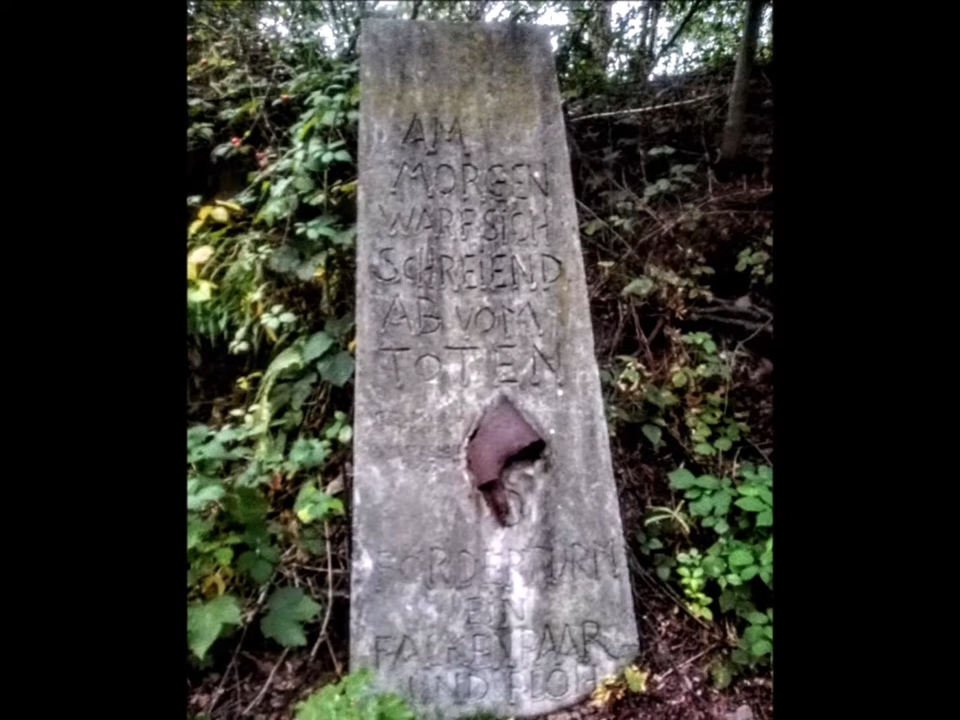 AM
MORGEN
WARF SICH
SCHREIEND
AB VOM
TOTEN
FÖRDERTURM
EIN
FALKENPAAR
UND FLOH